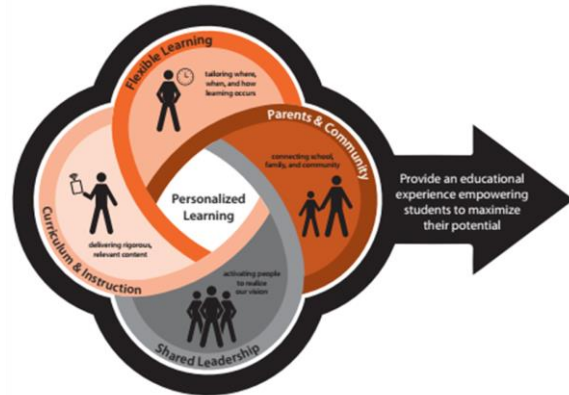 Flexible Learning
tailoring where,
when, and how
learning occurs
Parents & Community
connecting school,
family, and community
Personalized
Learning
Curriculum & Instruction
delivering rigorous,
relevant content
activating people
to realize
our vision
Shared Leadership
Provide an educational
experience empowering
students to maximize
their potential